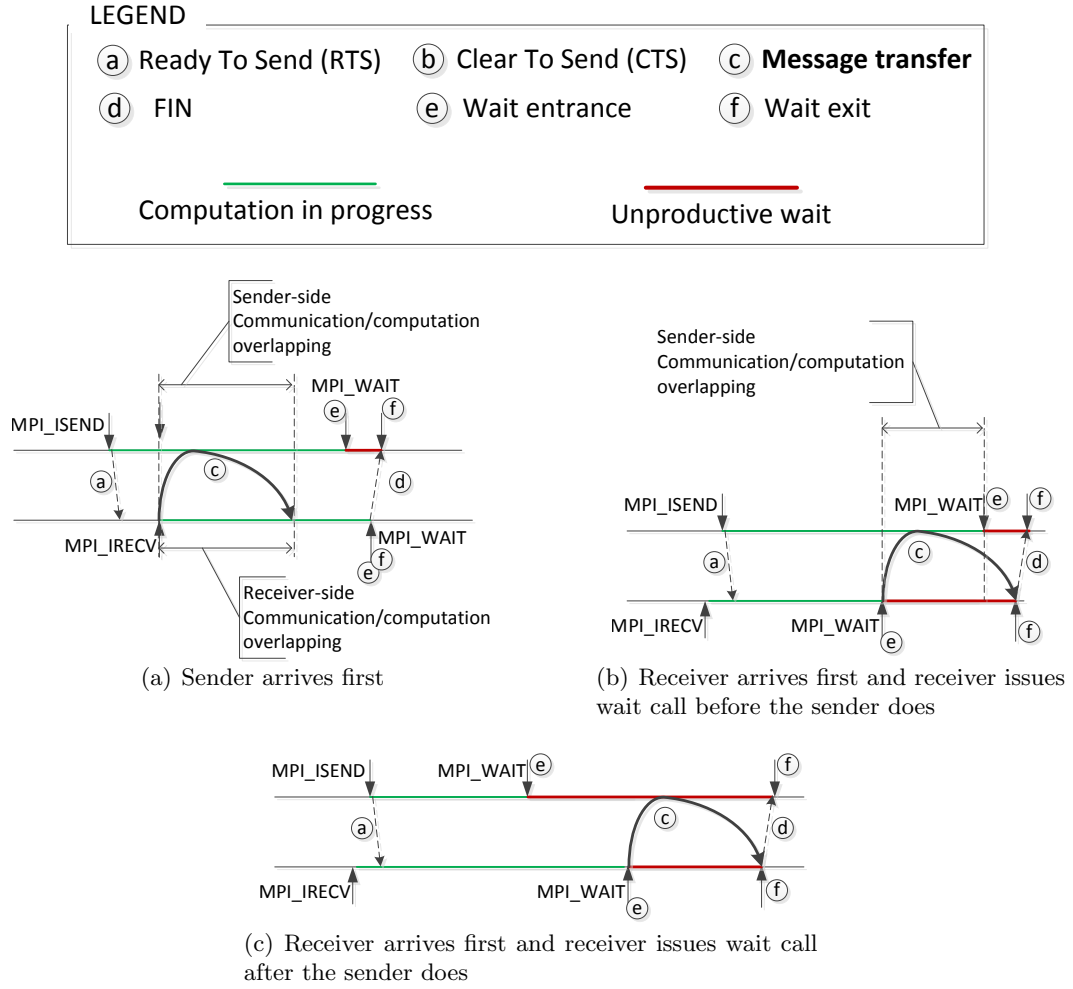 LEGEND
a Ready To Send (RTS) b Clear To Send (CTS) c Message transfer
d FIN e Wait entrance f Wait exit
Computation in progress Unproductive wait
Sender-side
Communication/computation
overlapping
MPI_WAIT
e f
MPI_ISEND
a c d
MPI_IRECV MPI_WAIT
f
e
Receiver-side
Communication/computation
overlapping
(a) Sender arrives first
Sender-side
Communication/computation
overlapping
MPI_ISEND MPI_WAIT e f
a c d
MPI_IRECV MPI_WAIT e f
(b) Receiver arrives first and receiver issues
wait call before the sender does
MPI_ISEND MPI_WAIT e f
a c d
MPI_IRECV MPI_WAIT e f
(c) Receiver arrives first and receiver issues wait call
after the sender does